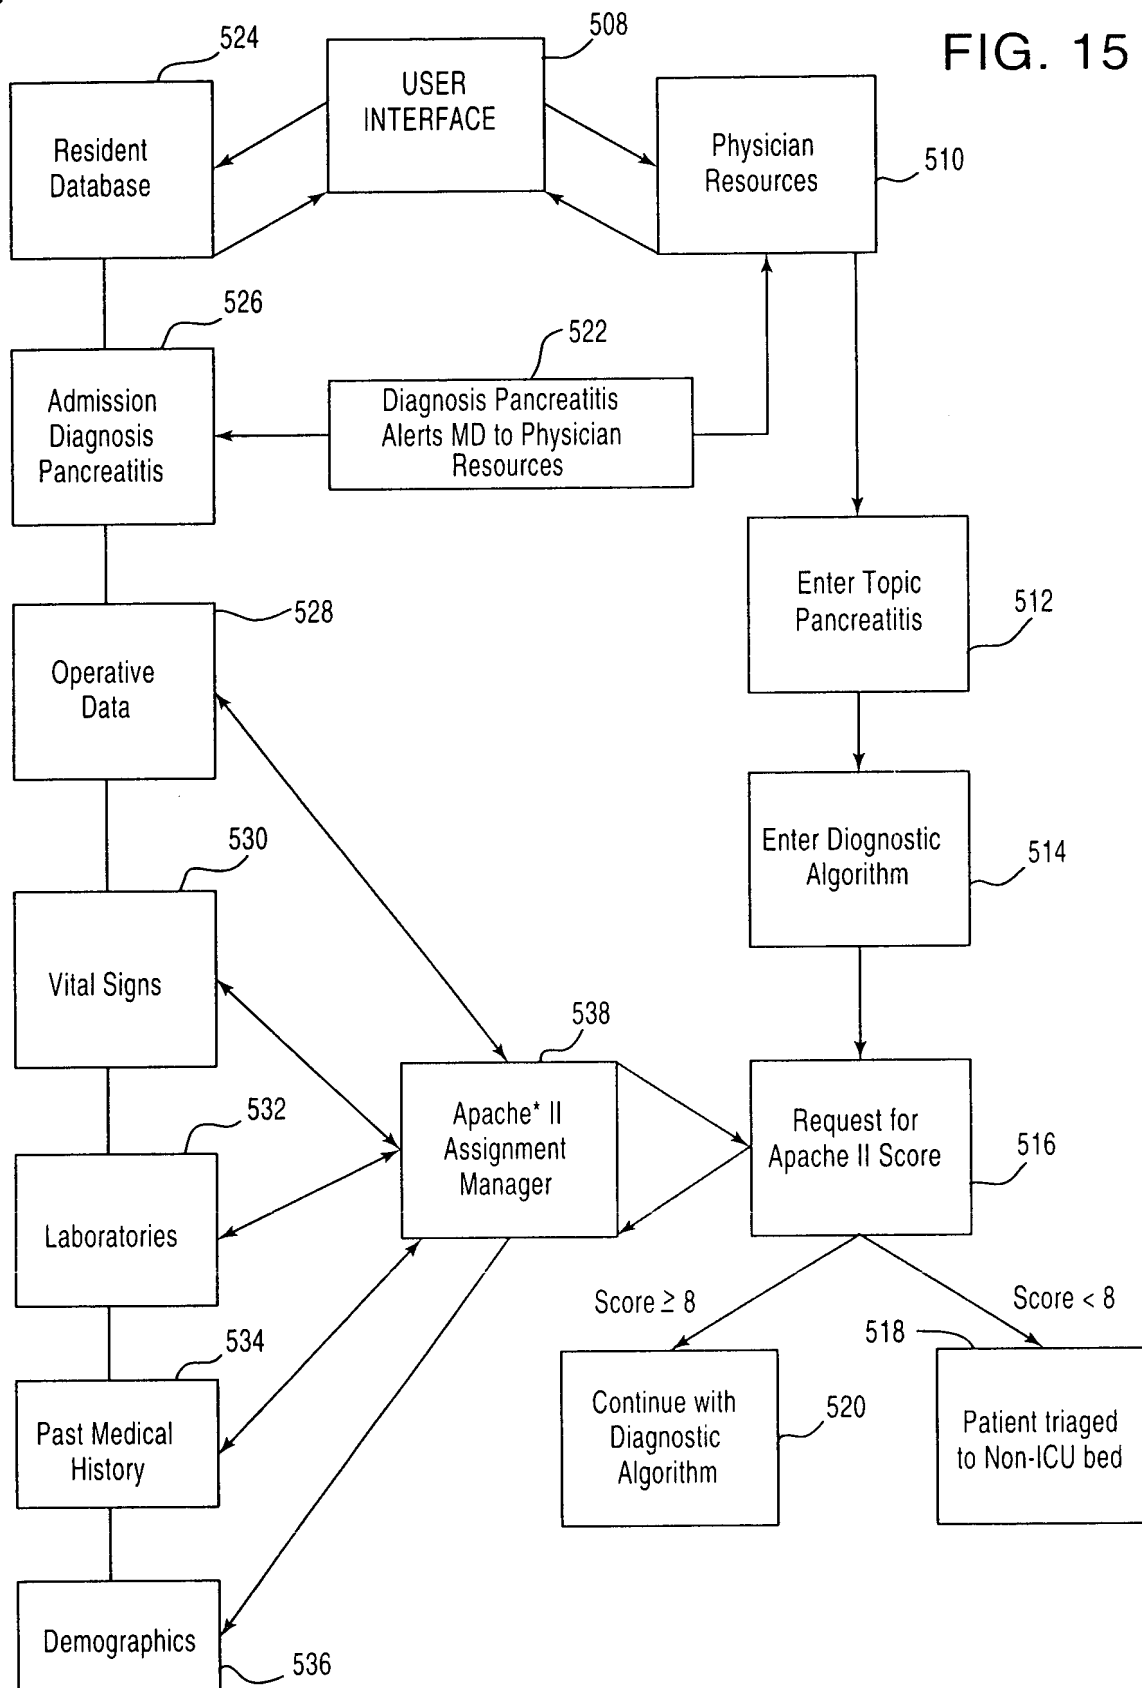 FIG. 15
524
508
USER
INTERFACE
Resident
Database
Physician
Resources
510
526
522
Admission
Diagnosis
Pancreatitis
Diagnosis Pancreatitis
Alerts MD to Physician
Resources
528
Operative
Data
Enter Topic
Pancreatitis
512
530
Vital Signs
Enter Diognostic
Algorithm
514
538
532
Apache* II
Assignment
Manager
Request for
Apache II Score
516
Laboratories
Score ≥ 8
Score < 8
534
518
Past Medical
History
Continue with
Diagnostic
Algorithm
520
Patient triaged
to Non-ICU bed
Demographics
536